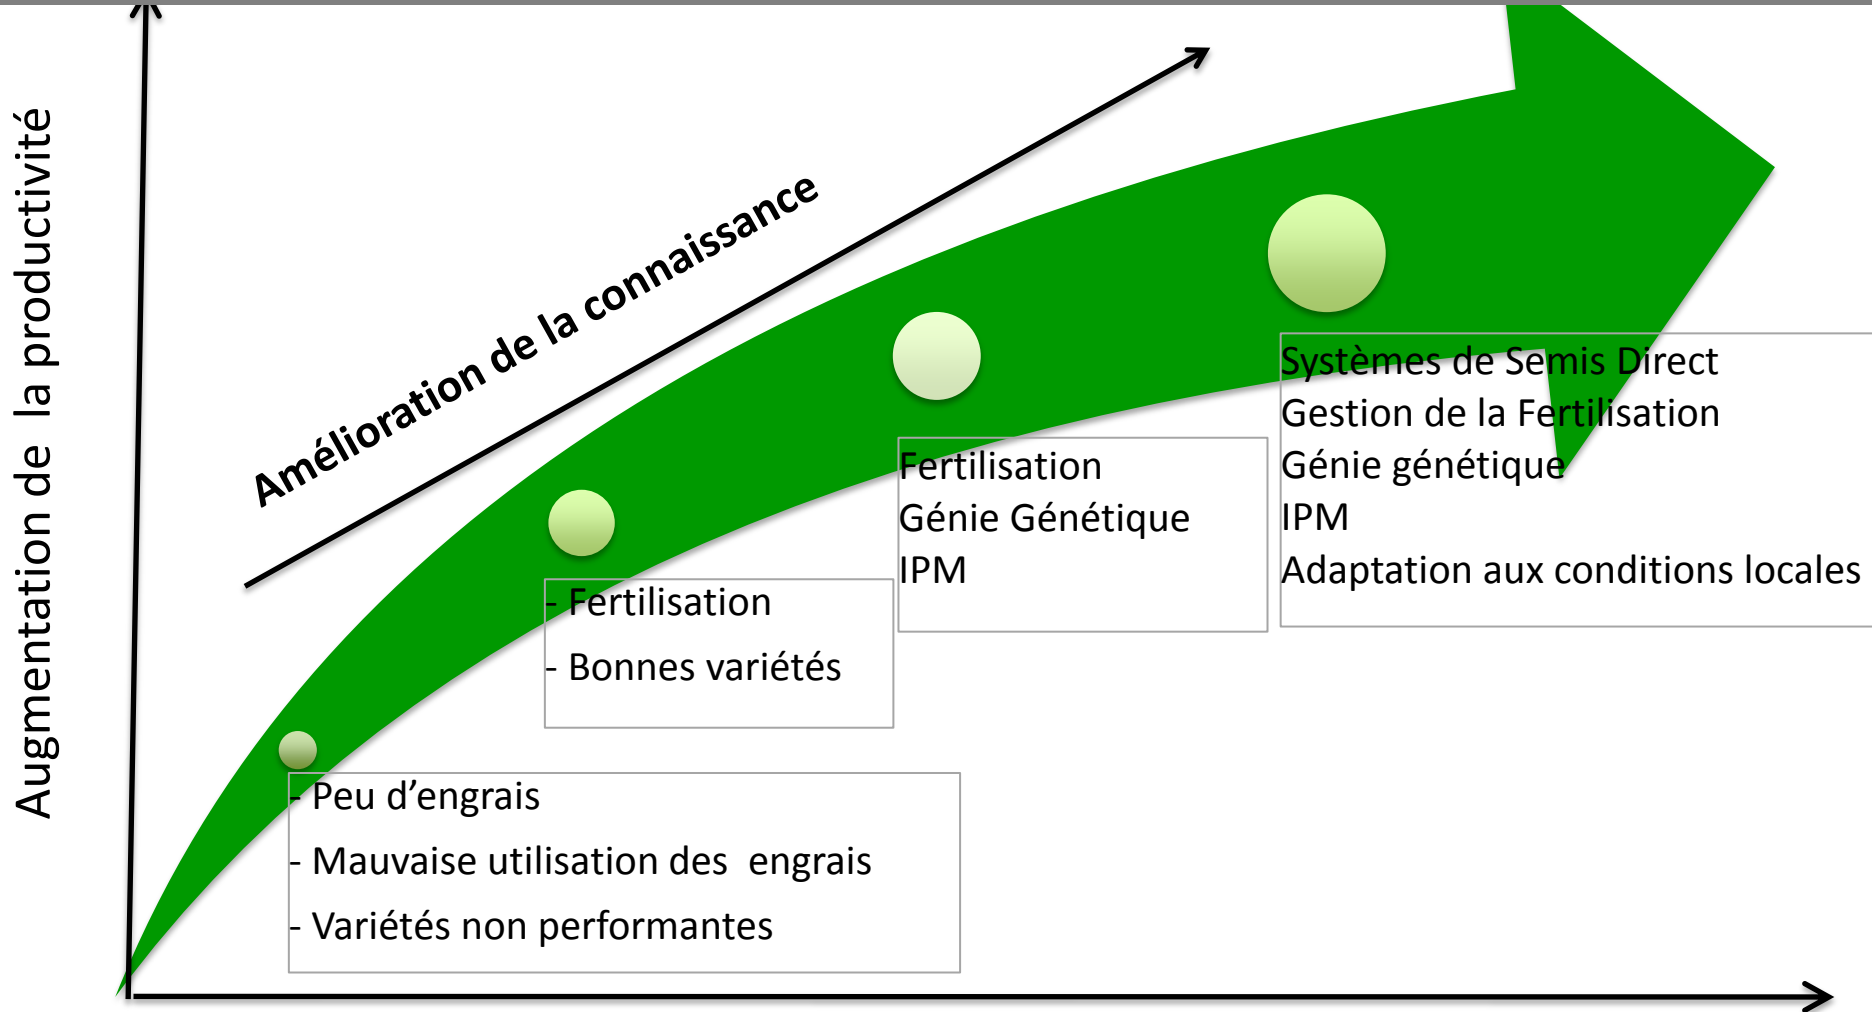 Augmentation de la productivité
Amélioration de la connaissance
- Peu d’engrais
- Mauvaise utilisation des engrais
- Variétés non performantes
- Fertilisation
- Bonnes variétés
Fertilisation
Génie Génétique
IPM
Systèmes de Semis Direct
Gestion de la Fertilisation
Génie génétique
IPM
Adaptation aux conditions locales